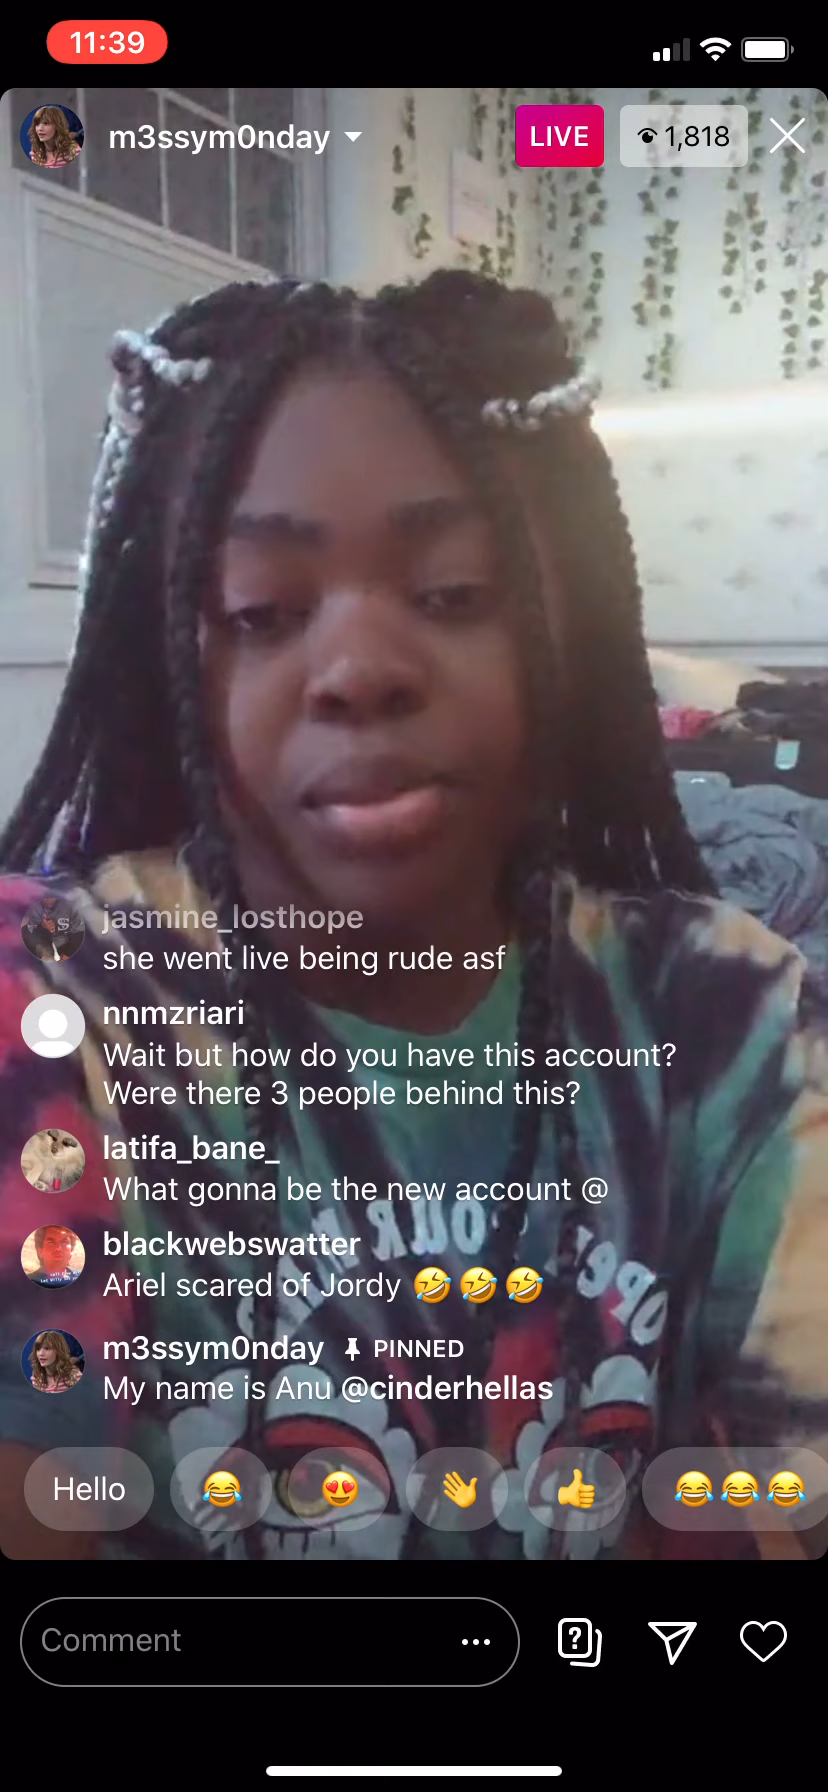 11:39
m3ssym0nday
LIVE
1,818
jasmine_losthope
she went live being rude asf
nnmzriari
Wait but how do you have this account?
Were there 3 people behind this?
latifa_bane_
What gonna be the new account @
blackwebswatter
Ariel scared of Jordy 🤣🤣🤣
m3ssym0nday PINNED
My name is Anu @cinderhellas
Hello 😂 😍 👋 👍 😂😂😂
Comment